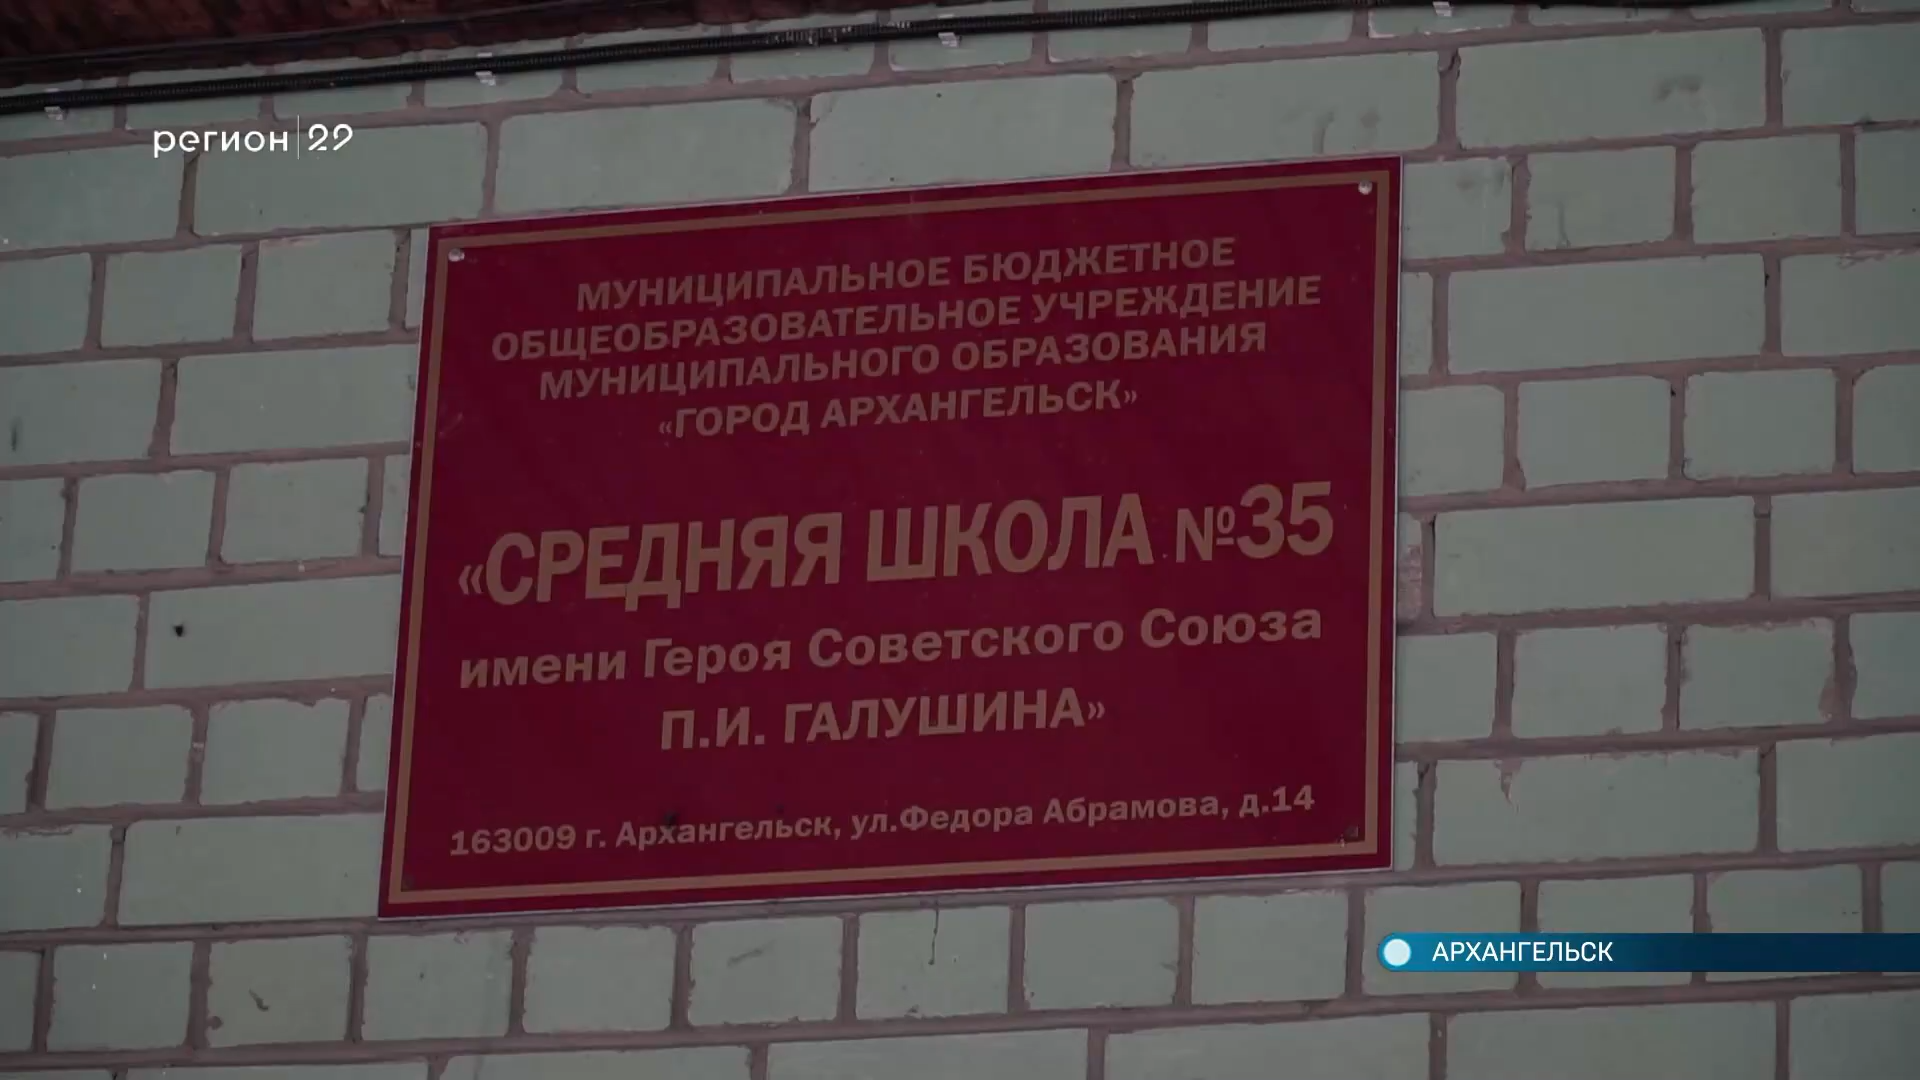 регион 29
МУНИЦИПАЛЬНОЕ БЮДЖЕТНОЕ
ОБЩЕОБРАЗОВАТЕЛЬНОЕ УЧРЕЖДЕНИЕ
МУНИЦИПАЛЬНОГО ОБРАЗОВАНИЯ
«ГОРОД АРХАНГЕЛЬСК»
«СРЕДНЯЯ ШКОЛА №35
имени Героя Советского Союза
П.И. ГАЛУШИНА»
163009 г. Архангельск, ул.Федора Абрамова, д.14
АРХАНГЕЛЬСК